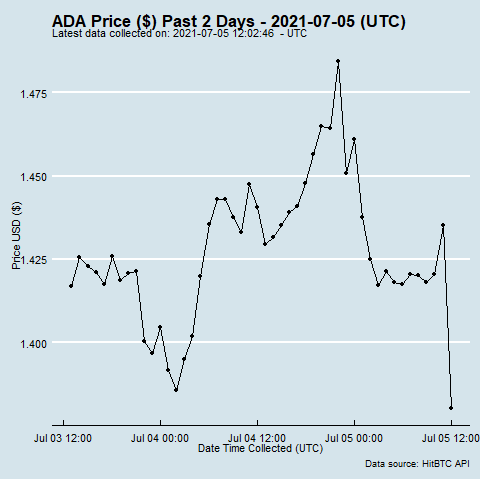 ADA Price ($) Past 2 Days - 2021-07-05 (UTC)
Latest data collected on: 2021-07-05 12:02:46  - UTC
1.475
1.450
1.425
1.400
Price USD ($)
Jul 03 12:00 Jul 04 00:00 Jul 04 12:00 Jul 05 00:00 Jul 05 12:00
Date Time Collected (UTC)
Data source: HitBTC API